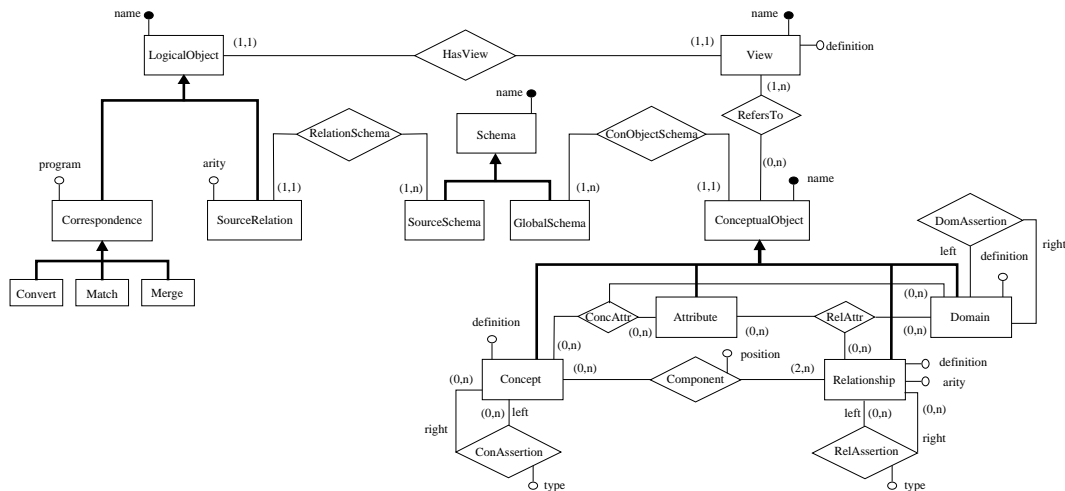 name
name
LogicalObject
(1,1)
HasView
(1,1)
View
definition
(1,n)
name
RelationSchema
Schema
ConObjectSchema
RefersTo
program
arity
(1,1)
(1,n)
(1,n)
(1,1)
(0,n)
name
Correspondence
SourceRelation
SourceSchema
GlobalSchema
ConceptualObject
DomAssertion
left
right
definition
Convert
Match
Merge
(0,n)
definition
ConcAttr
(0,n)
Attribute
(0,n)
RelAttr
(0,n)
Domain
(0,n)
(0,n)
position
definition
(0,n)
Concept
(0,n)
Component
(2,n)
Relationship
arity
(0,n)
left
left
(0,n)
(0,n)
right
right
ConAssertion
RelAssertion
type
type